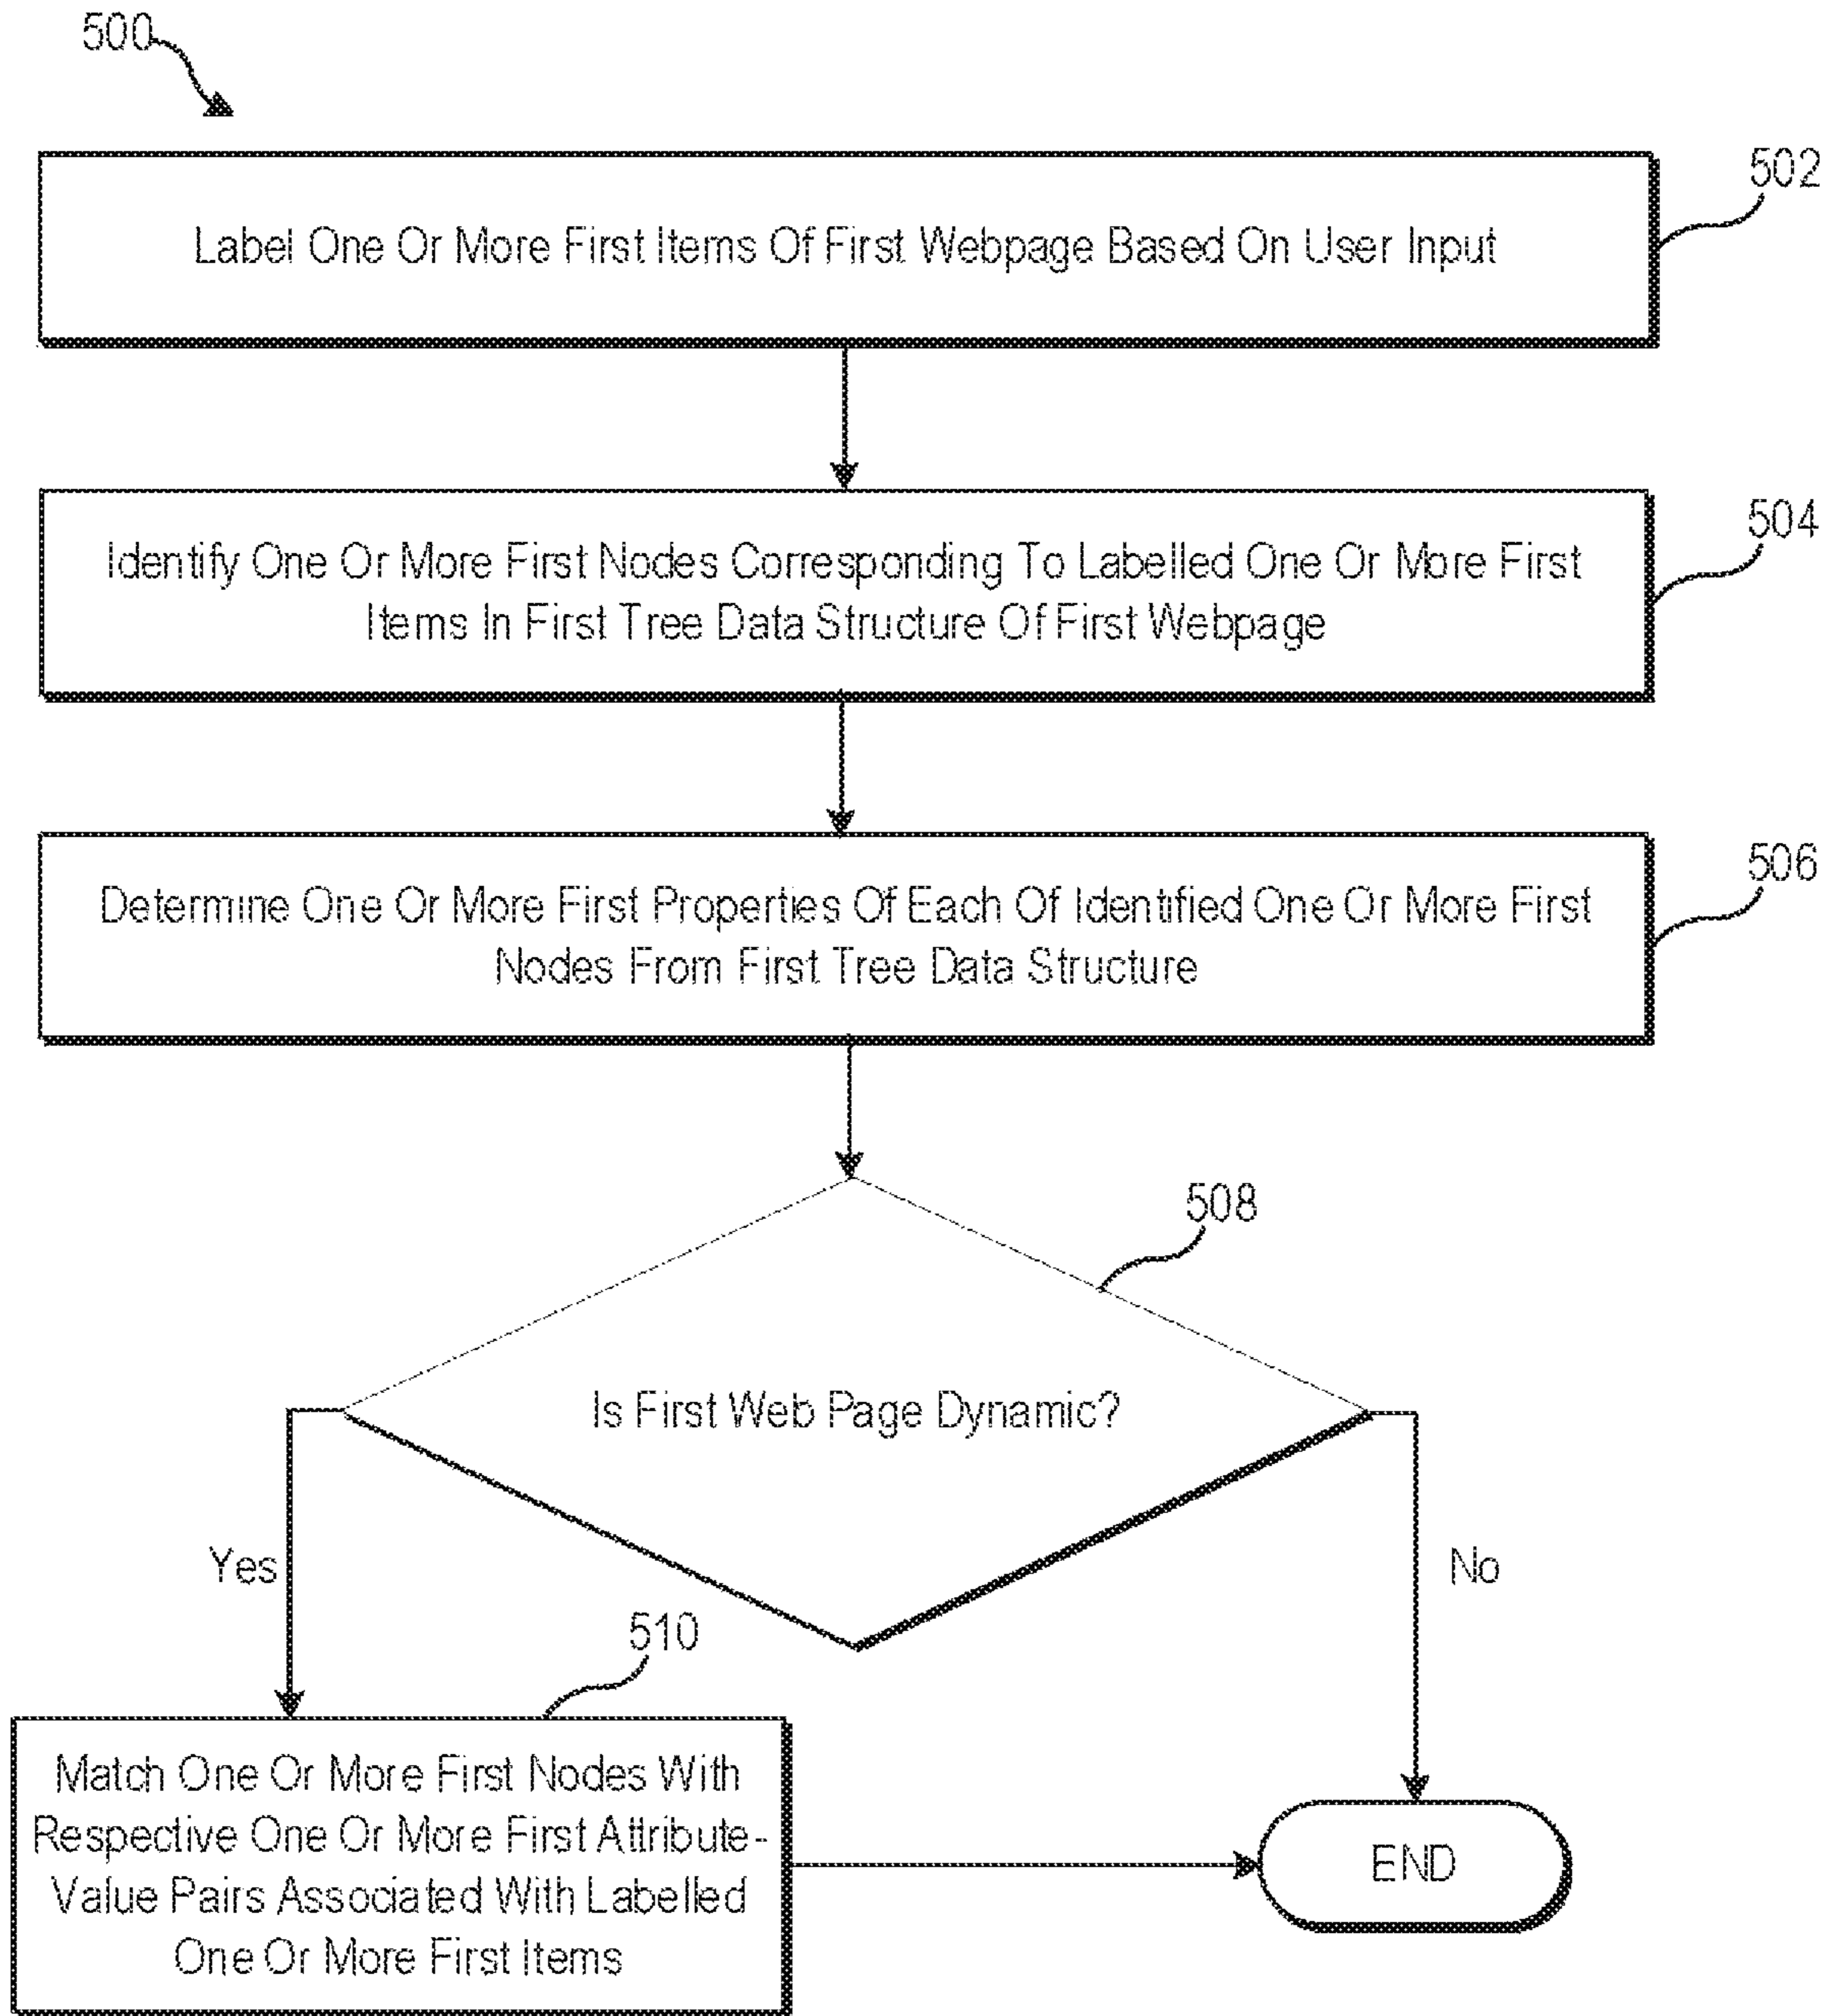 500
502
Label One Or More First Items Of First Webpage Based On User Input
504
Identify One Or More First Nodes Corresponding To Labelled One Or More First
Items In First Tree Data Structure Of First Webpage
506
Determine One Or More First Properties Of Each Of Identified One Or More First
Nodes From First Tree Data Structure
508
Is First Web Page Dynamic?
Yes
No
510
Match One Or More First Nodes With
Respective One Or More First Attribute-
Value Pairs Associated With Labelled
One Or More First Items
END